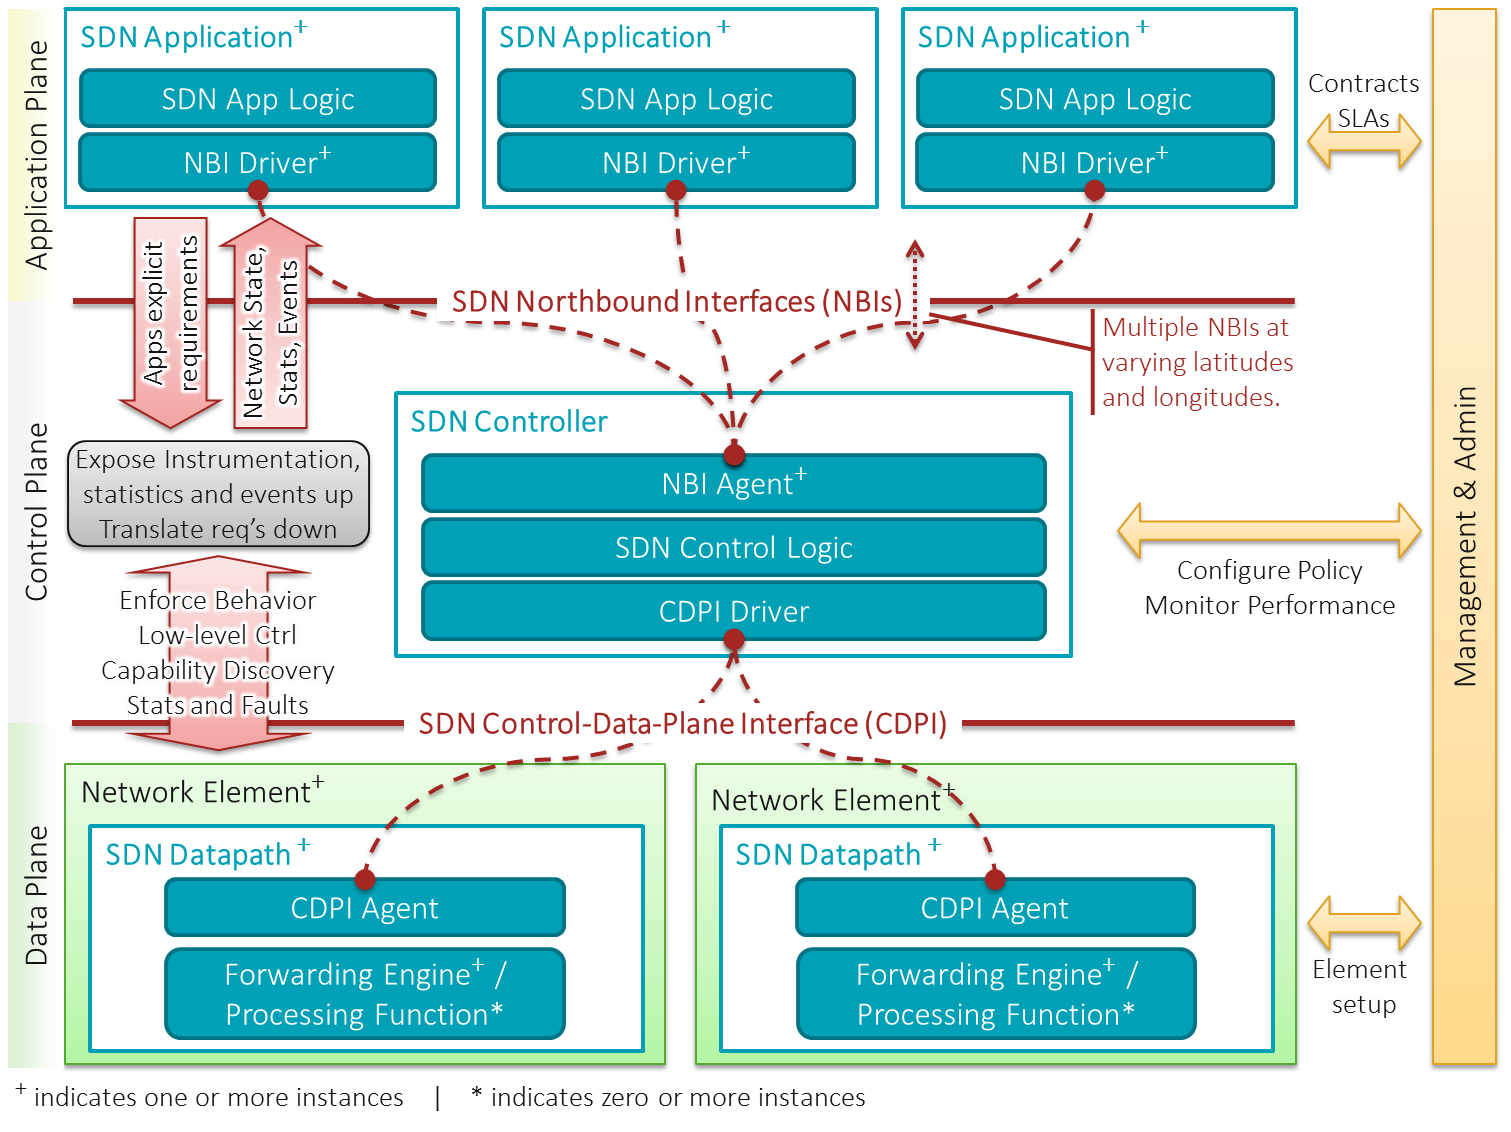 Application Plane
SDN Application+
SDN App Logic
NBI Driver+
SDN Application +
SDN App Logic
NBI Driver+
SDN Application +
SDN App Logic
NBI Driver+
Contracts
SLAs
Apps explicit
requirements
Network State,
Stats, Events
SDN Northbound Interfaces (NBIs)
Multiple NBIs at
varying latitudes
and longitudes.
Control Plane
Expose Instrumentation,
statistics and events up
Translate req's down
SDN Controller
NBI Agent+
SDN Control Logic
CDPI Driver
Configure Policy
Monitor Performance
Management & Admin
Enforce Behavior
Low-level Ctrl
Capability Discovery
Stats and Faults
SDN Control-Data-Plane Interface (CDPI)
Data Plane
Network Element+
SDN Datapath +
CDPI Agent
Forwarding Engine+ /
Processing Function*
Network Element+
SDN Datapath +
CDPI Agent
Forwarding Engine+ /
Processing Function*
Element
setup
+ indicates one or more instances | * indicates zero or more instances